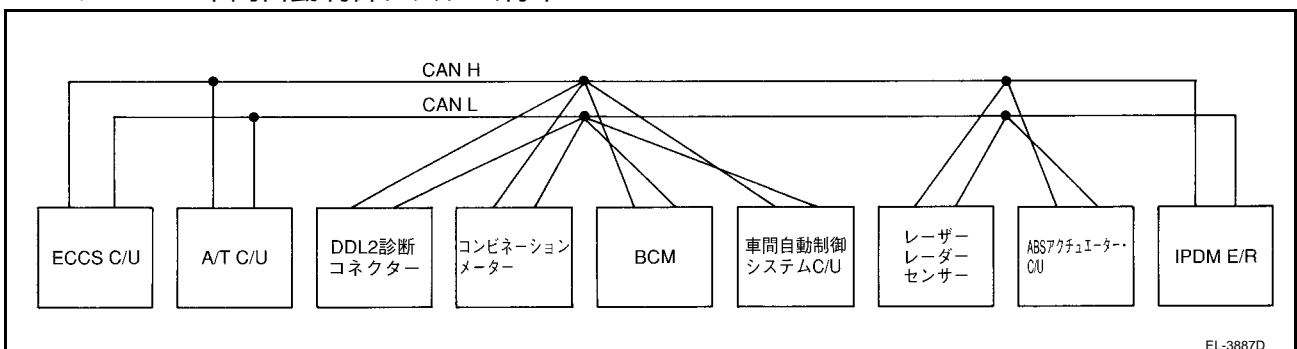 CAN H
CAN L
ECCS C/U
A/T C/U
DDL2診断
コネクター
コンビネーション
メーター
BCM
車間自動制御
システムC/U
レーザー
レーダー
センサー
ABSアクチュエーター・
C/U
IPDM E/R
EL-3887D